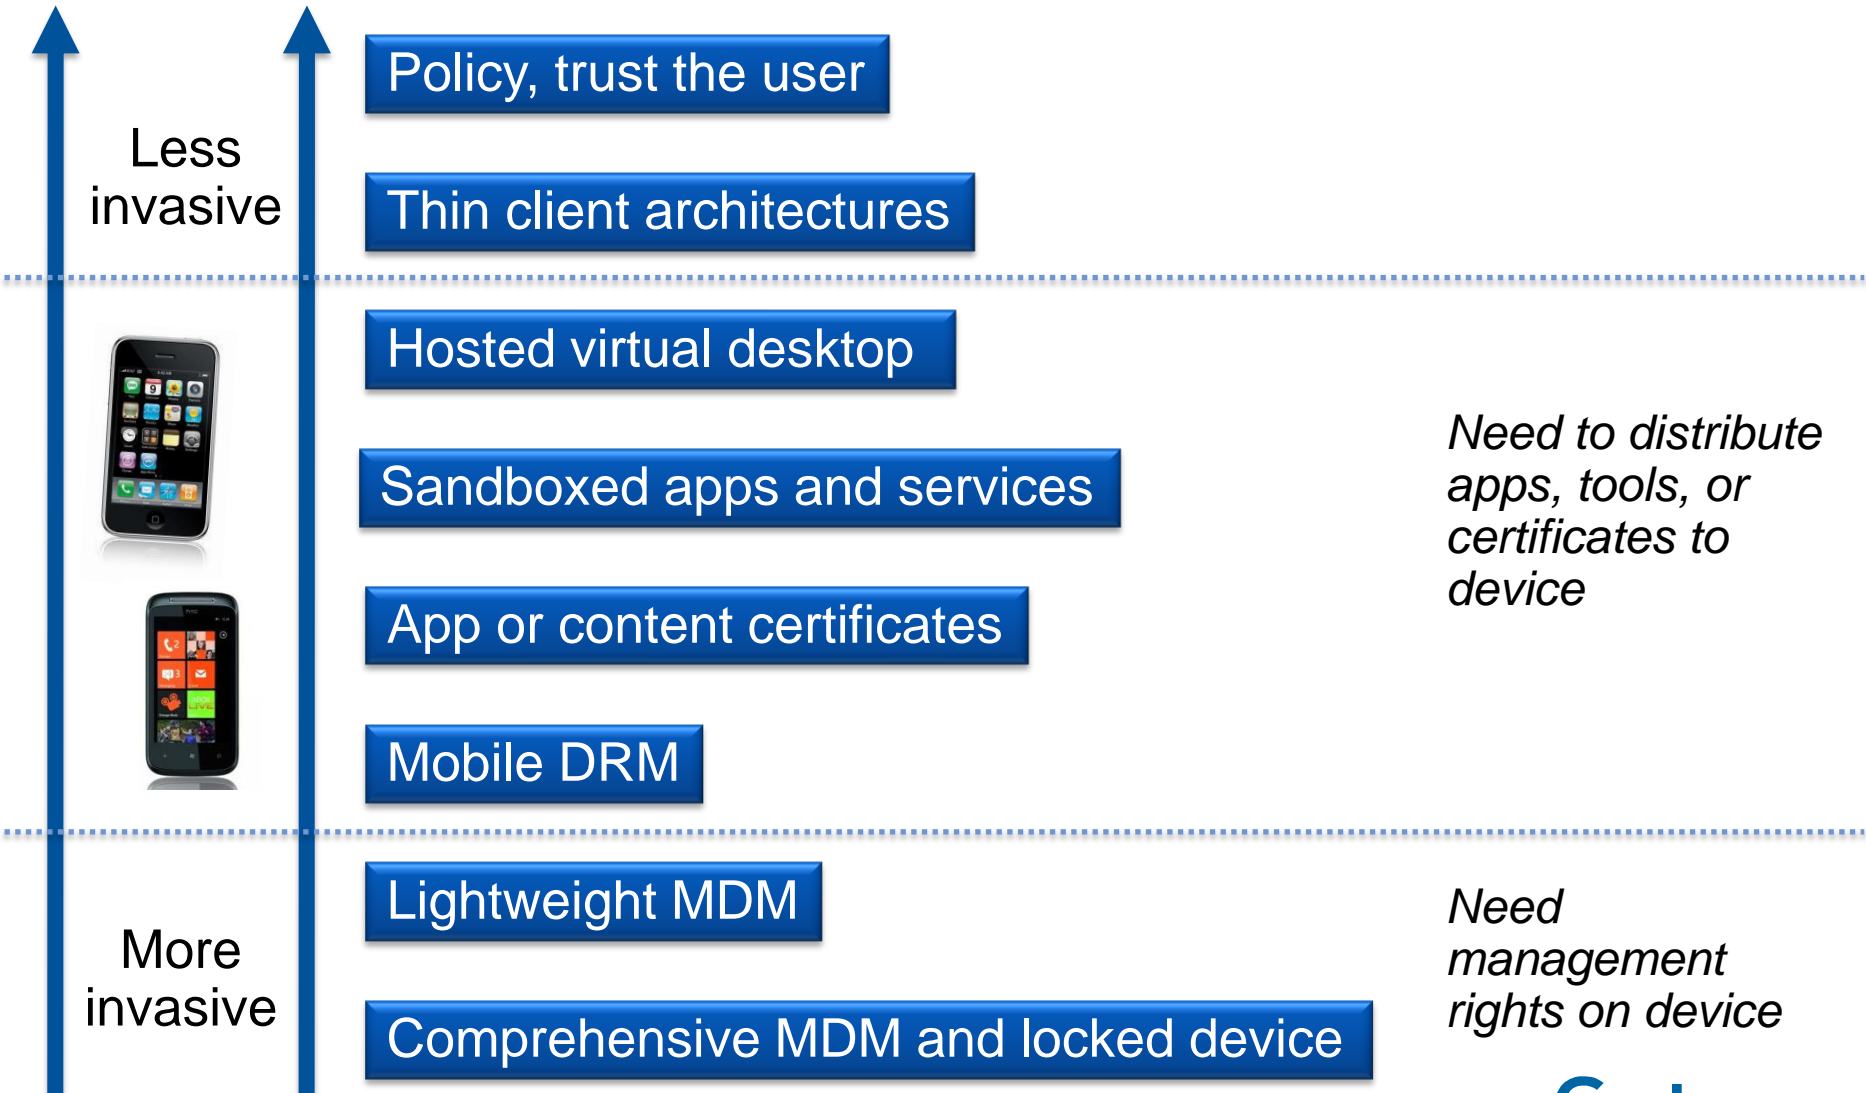 Policy, trust the user
Less
invasive
Thin client architectures
Hosted virtual desktop
Sandboxed apps and services
Need to distribute
apps, tools, or
certificates to
device
App or content certificates
Mobile DRM
Lightweight MDM
More
invasive
Need
management
rights on device
Comprehensive MDM and locked device